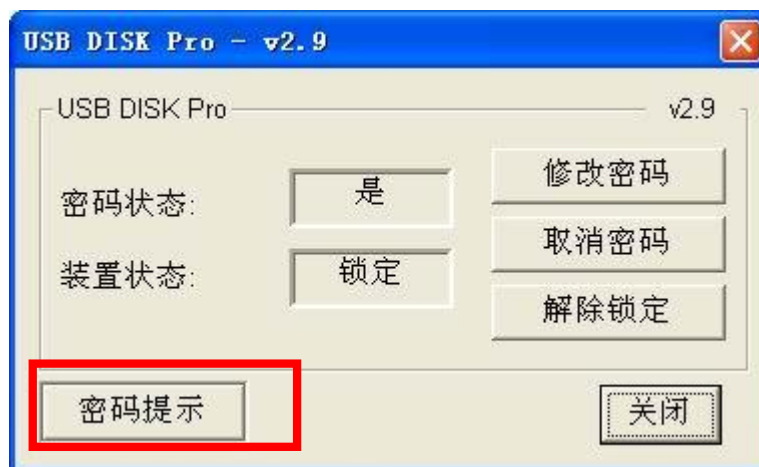 USB DISK Pro - v2.9
USB DISK Pro v2.9
密码状态: 是
修改密码
取消密码
装置状态: 锁定
解除锁定
密码提示
关闭